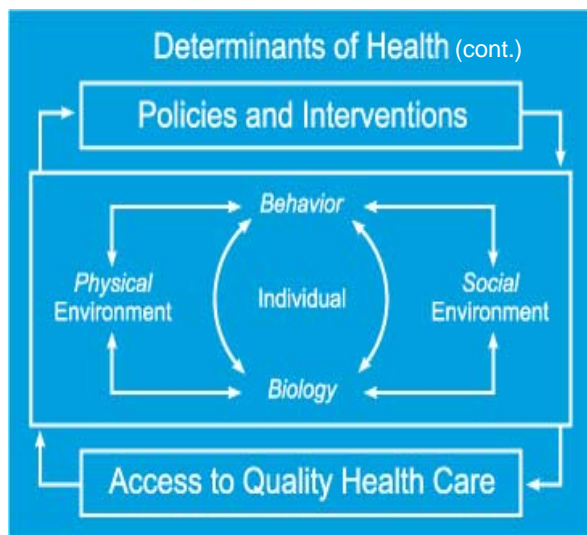 Determinants of Health (cont.)
Policies and Interventions
Behavior
Physical
Environment
Individual
Social
Environment
Biology
Access to Quality Health Care